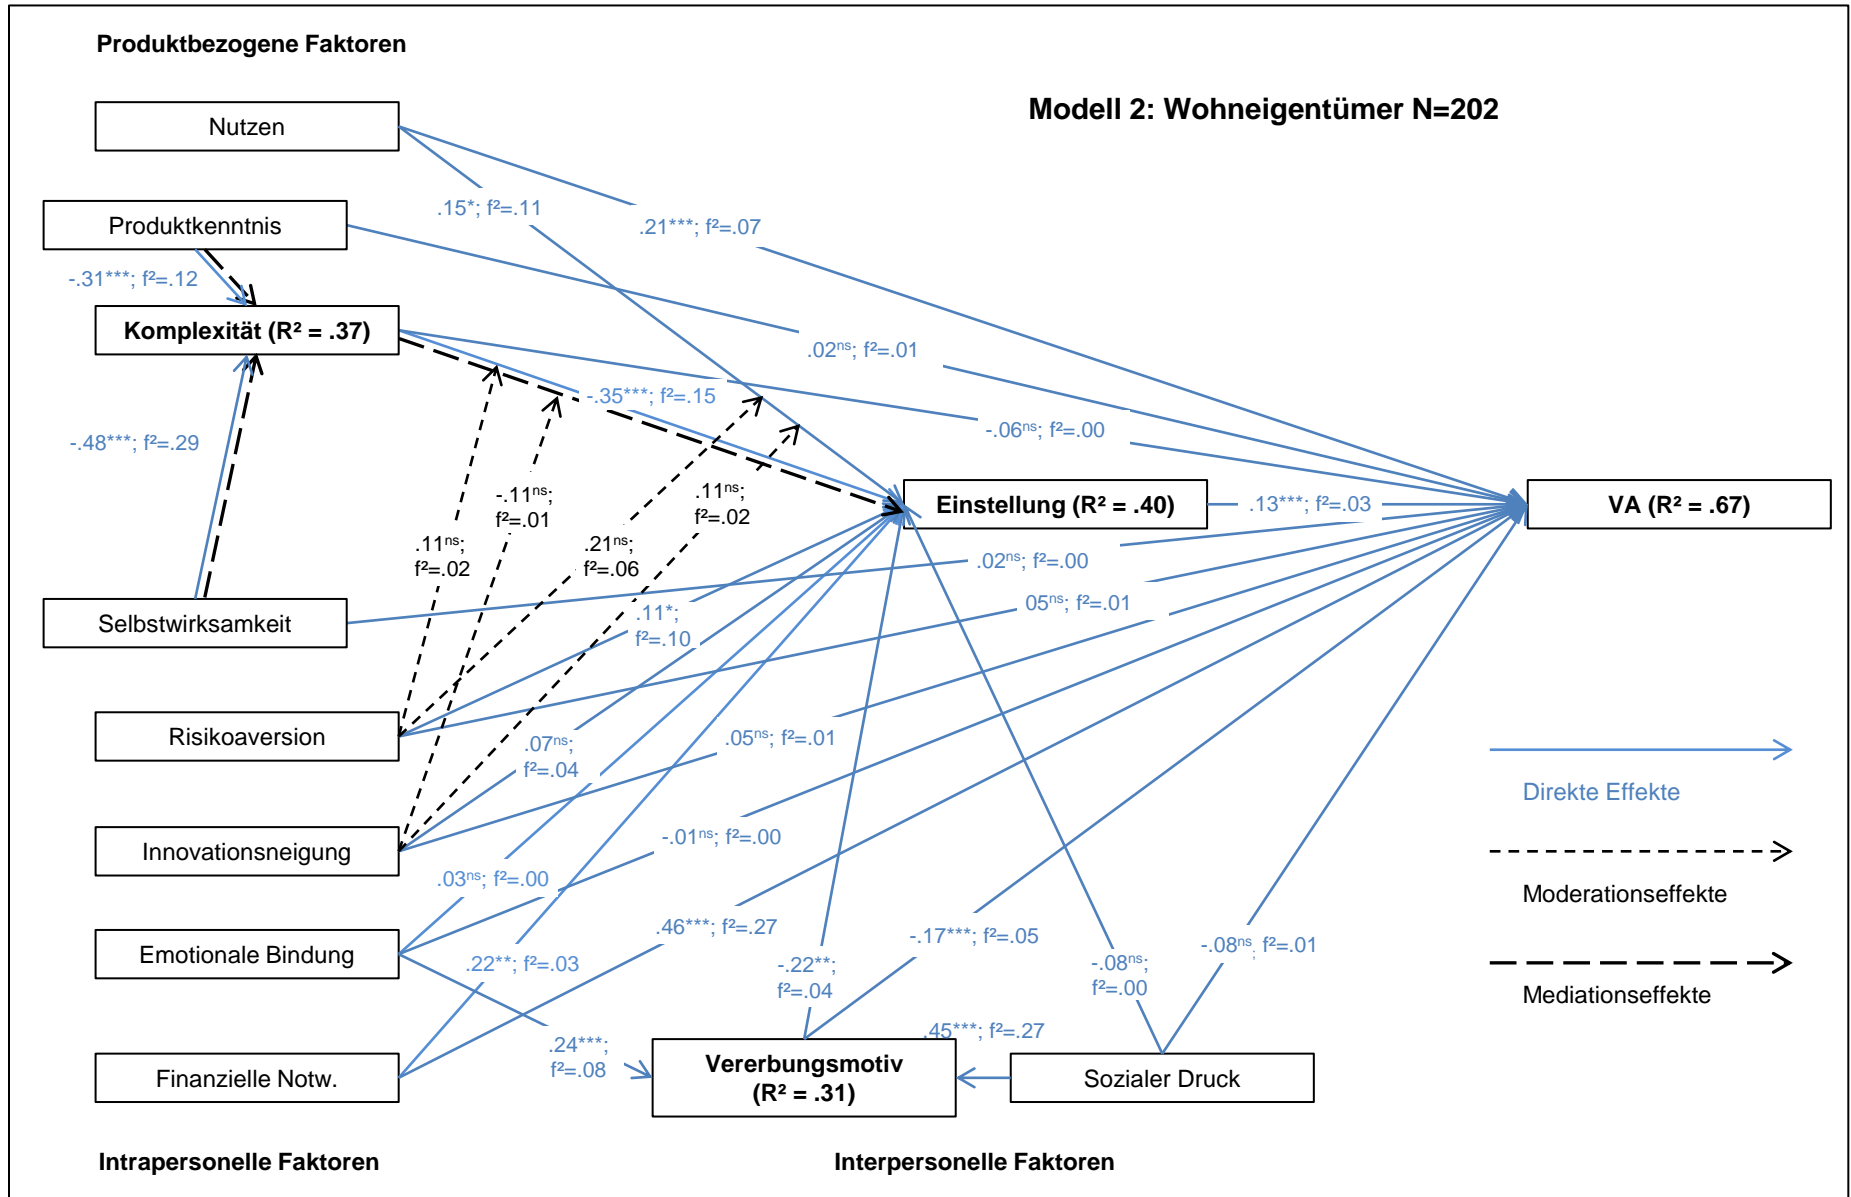 Produktbezogene Faktoren
Modell 2: Wohneigentümer N=202
Nutzen
.15*; f²=.11
.21***; f²=.07
Produktkenntnis
-.31***; f²=.12
Komplexität (R² = .37)
.02ns; f²=.01
-.35***; f²=.15
-.06ns; f²=.00
-.48***; f²=.29
-.11ns;
f²=.01
.11ns;
f²=.02
Einstellung (R² = .40)
.13***; f²=.03
VA (R² = .67)
.11ns;
f²=.02
.21ns;
f²=.06
.02ns; f²=.00
Selbstwirksamkeit
.11*;
f²=.10
05ns; f²=.01
Risikoaversion
.07ns;
f²=.04
.05ns; f²=.01
Direkte Effekte
Innovationsneigung
-.01ns; f²=.00
.03ns; f²=.00
Moderationseffekte
Emotionale Bindung
.22**; f²=.03
.46***; f²=.27
-.22**;
f²=.04
-.17***; f²=.05
-.08ns;
f²=.00
-.08ns; f²=.01
Mediationseffekte
.24***;
f²=.08
.45***; f²=.27
Finanzielle Notw.
Vererbungsmotiv
(R² = .31)
Sozialer Druck
Intrapersonelle Faktoren
Interpersonelle Faktoren